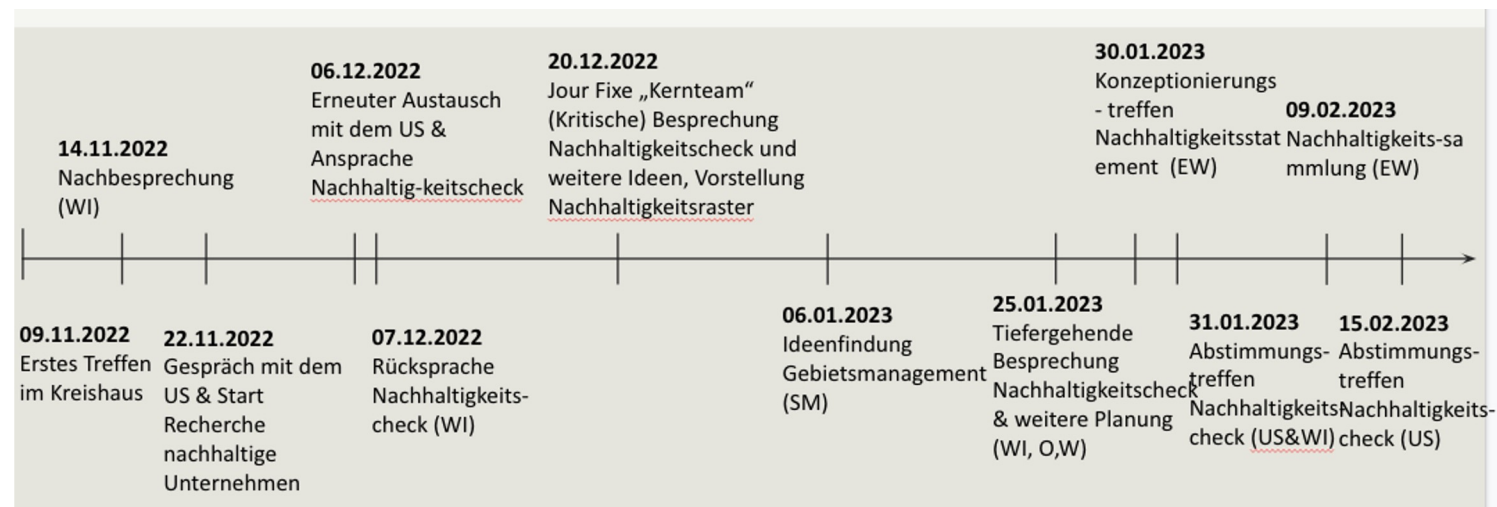 14.11.2022
Nachbesprechung
(WI)
06.12.2022
Erneuter Austausch
mit dem US &
Ansprache
Nachhaltig-keitscheck
20.12.2022
Jour Fixe „Kernteam“
(Kritische) Besprechung
Nachhaltigkeitscheck und
weitere Ideen, Vorstellung
Nachhaltigkeitsraster
30.01.2023
Konzeptionierungs
- treffen
Nachhaltigkeitsstat
ement (EW)
09.02.2023
Nachhaltigkeits-sa
mmlung (EW)
09.11.2022
Erstes Treffen
im Kreishaus
22.11.2022
Gespräch mit dem
US & Start
Recherche
nachhaltige
Unternehmen
07.12.2022
Rücksprache
Nachhaltigkeits-
check (WI)
06.01.2023
Ideenfindung
Gebietsmanagement
(SM)
25.01.2023
Tiefergehende
Besprechung
Nachhaltigkeitscheck
& weitere Planung
(WI, O,W)
31.01.2023
Abstimmungs-
treffen
Nachhaltigkeits-
check (US&WI)
15.02.2023
Abstimmungs-
treffen
Nachhaltigkeits-
check (US)